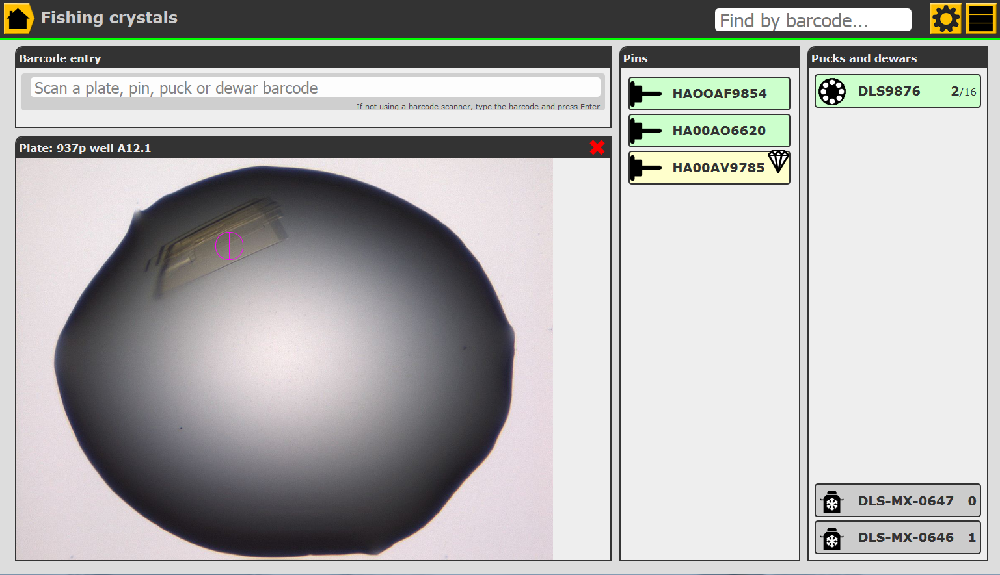 Fishing crystals
Find by barcode...
Barcode entry
Scan a plate, pin, puck or dewar barcode
If not using a barcode scanner, type the barcode and press Enter
Plate: 937p well A12.1
Pins
HAOOAF9854
HA00AO6620
HA00AV9785
Pucks and dewars
DLS9876 2/16
DLS-MX-0647 0
DLS-MX-0646 1